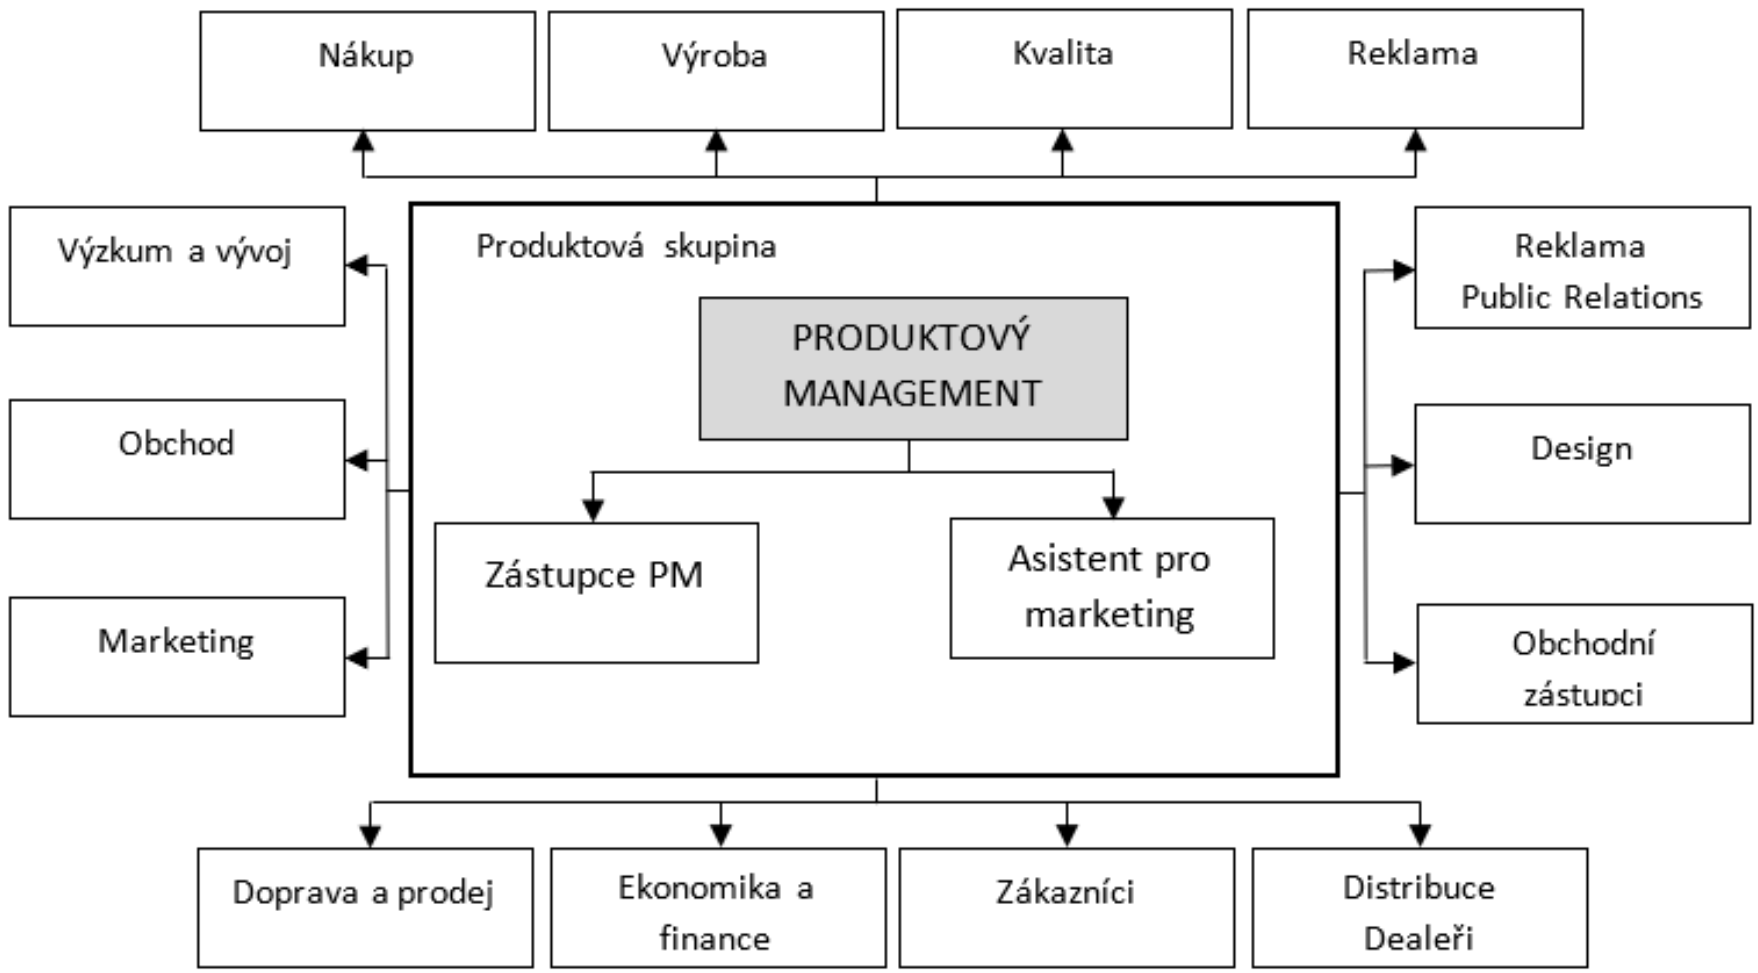 Nákup
Výroba
Kvalita
Reklama
Výzkum a vývoj
Produktová skupina
Reklama
Public Relations
PRODUKTOVÝ
MANAGEMENT
Obchod
Design
Zástupce PM
Asistent pro
marketing
Marketing
Obchodní
zástupci
Doprava a prodej
Ekonomika a
finance
Zákazníci
Distribuce
Dealeři